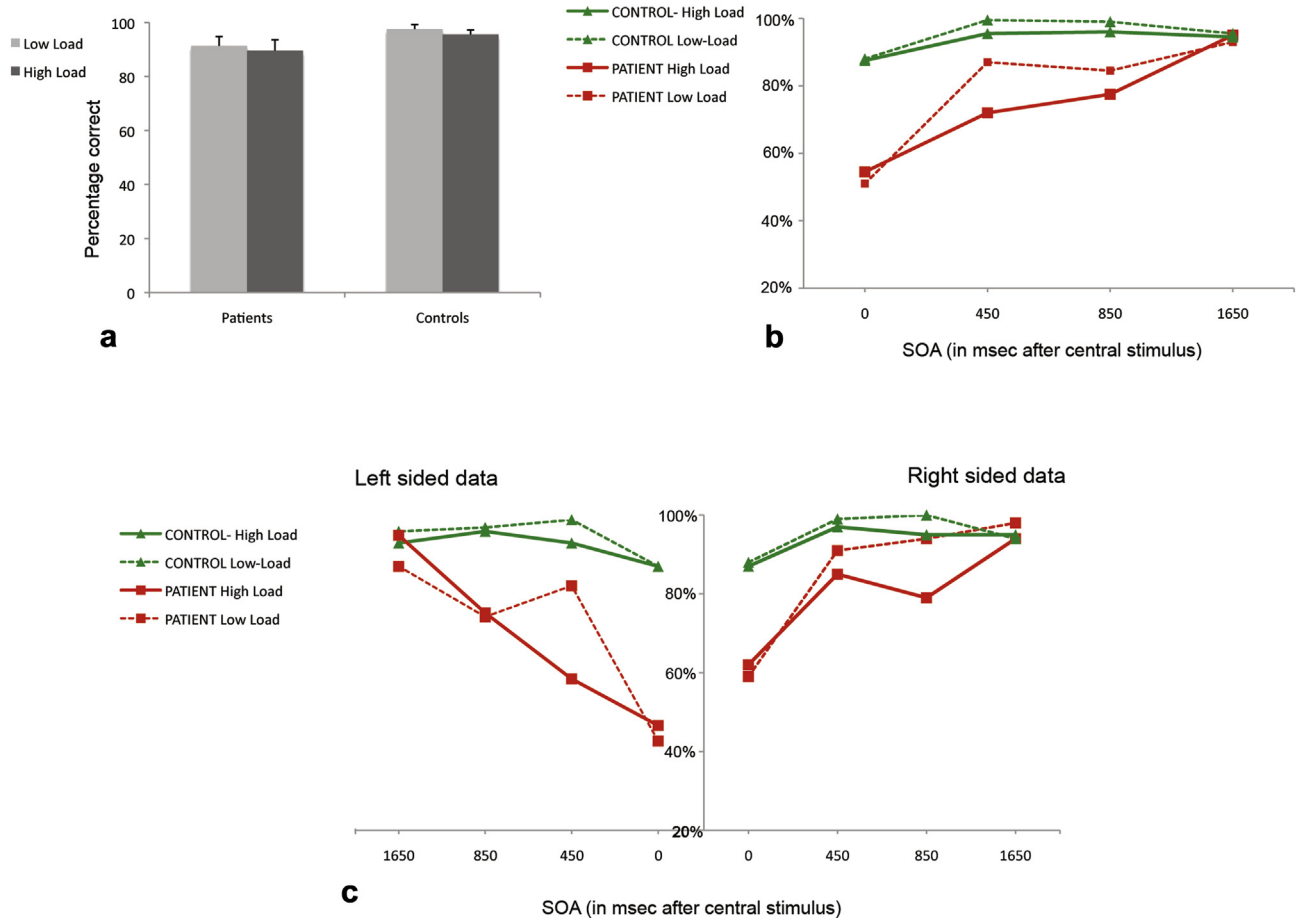 Low Load
High Load
Percentage correct
100
80
60
40
20
0
Patients
Controls
a
CONTROL- High Load
CONTROL Low-Load
PATIENT High Load
PATIENT Low Load
100%
80%
60%
40%
20%
0 450 850 1650
SOA (in msec after central stimulus)
b
Left sided data
Right sided data
CONTROL- High Load
CONTROL Low-Load
PATIENT High Load
PATIENT Low Load
100%
80%
60%
40%
20%
1650 850 450 0
0 450 850 1650
SOA (in msec after central stimulus)
c